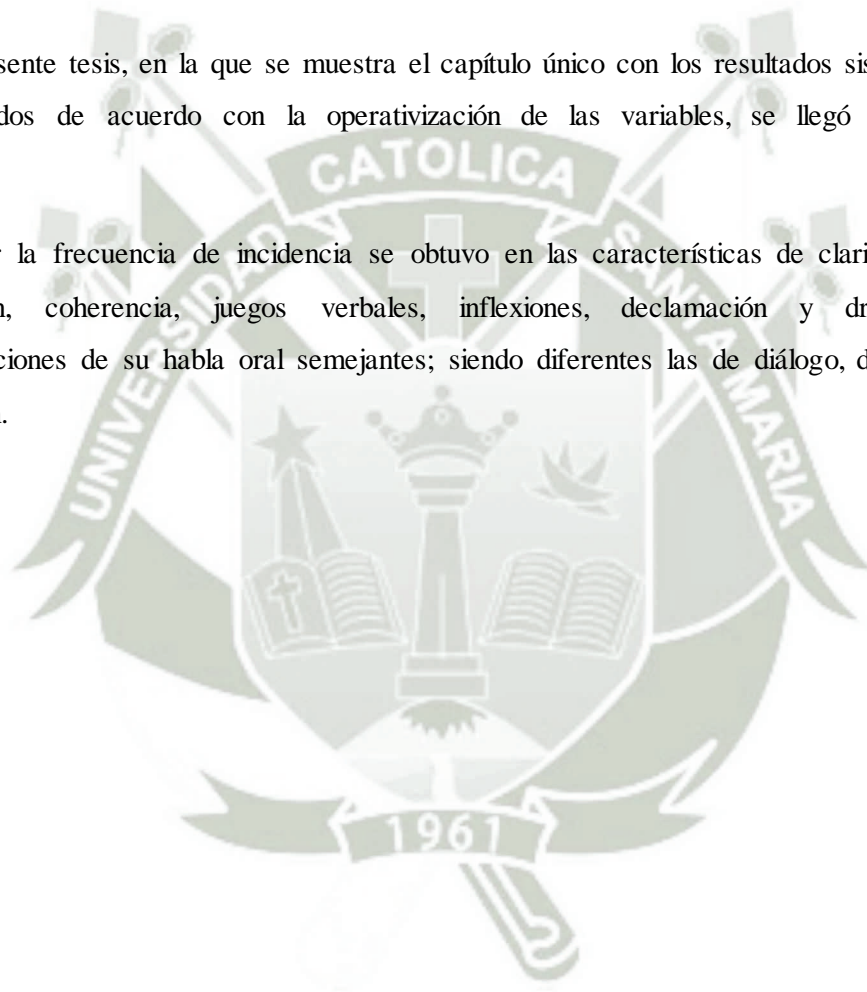 sente tesis, en la que se muestra el capítulo único con los resultados sis
dos de acuerdo con la operativización de las variables, se llegó
r la frecuencia de incidencia se obtuvo en las características de clari
n, coherencia, juegos verbales, inflexiones, declamación y dr
ciones de su habla oral semejantes; siendo diferentes las de diálogo, d
UNIVERSIDAD CATOLICA SANTA MARIA
1961